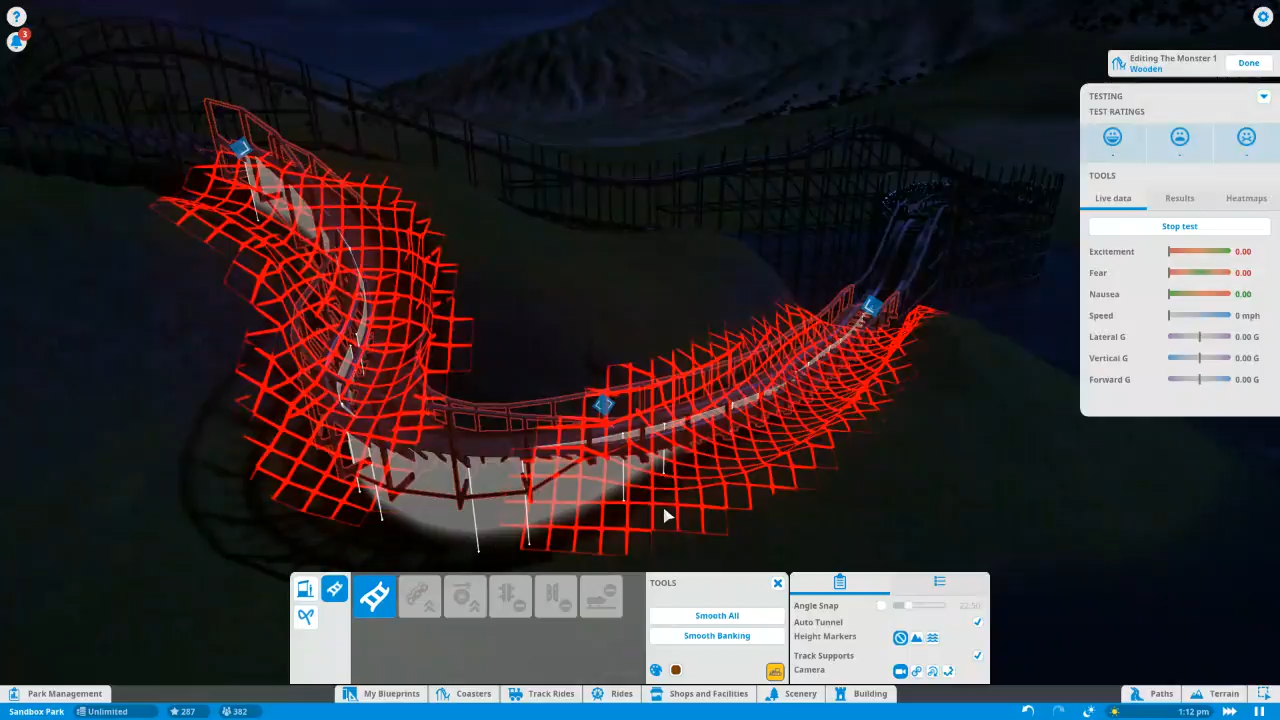 ?
3
Editing The Monster 1
Wooden
Done
TESTING
TEST RATINGS
- - -
TOOLS
Live data Results Heatmaps
Stop test
Excitement 0.00
Fear 0.00
Nausea 0.00
Speed 0 mph
Lateral G 0.00 G
Vertical G 0.00 G
Forward G 0.00 G
TOOLS
Smooth All
Smooth Banking
Angle Snap 22.50
Auto Tunnel
Height Markers
Track Supports
Camera
Park Management My Blueprints Coasters Track Rides Rides Shops and Facilities Scenery Building Paths Terrain
Sandbox Park Unlimited 287 382 1:12 pm